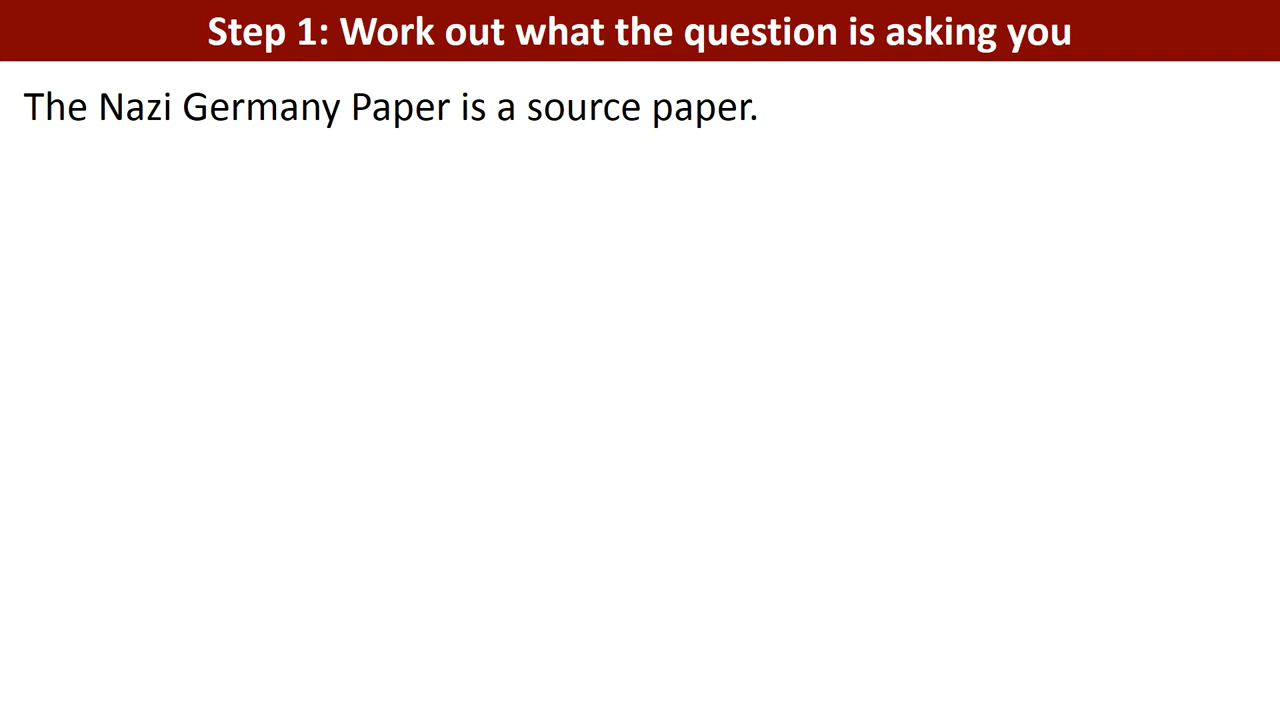 Step 1: Work out what the question is asking you
The Nazi Germany Paper is a source paper.